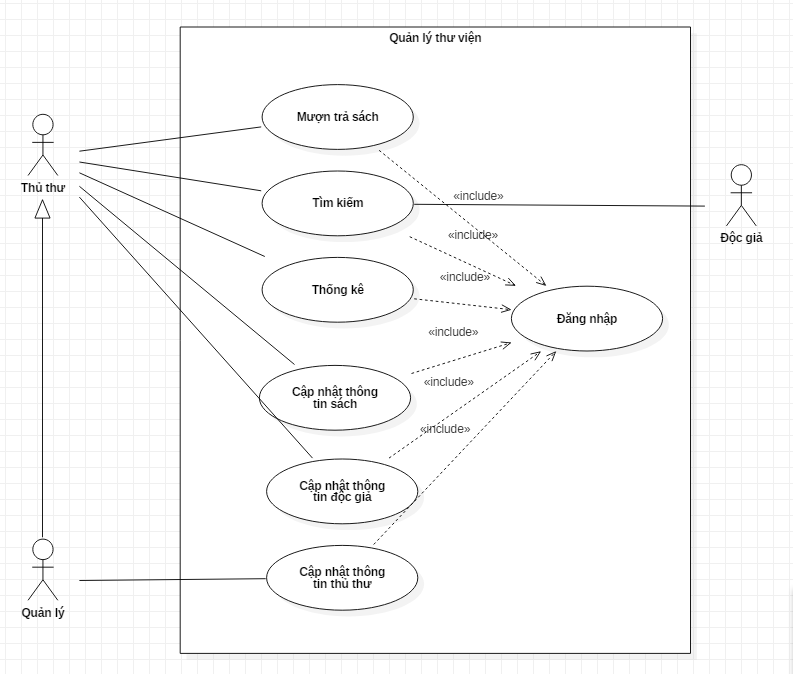 Quản lý thư viện
Mượn trả sách
Thủ thư
«include»
Tìm kiếm
Độc giả
«include»
«include»
Thống kê
Đăng nhập
«include»
«include»
Cập nhật thông
tin sách
«include»
Cập nhật thông
tin độc giả
Cập nhật thông
tin thủ thư
Quản lý